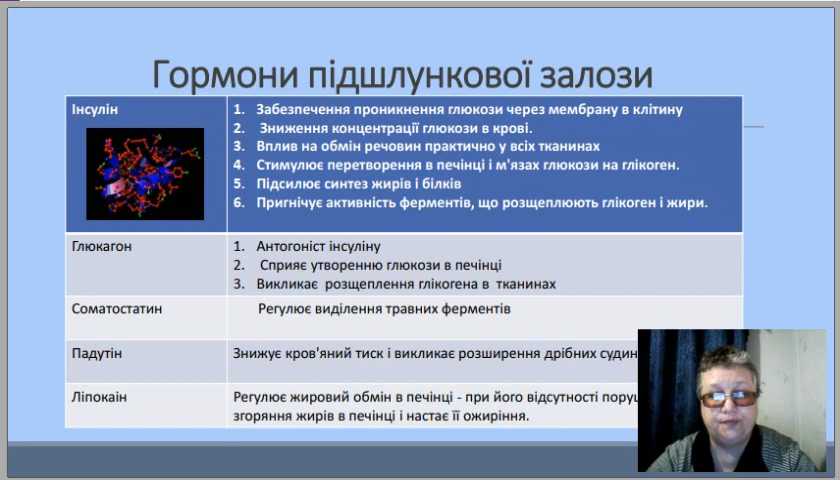 Гормони підшлункової залози
Інсулін
1. Забезпечення проникнення глюкози через мембрану в клітину
2. Зниження концентрації глюкози в крові.
3. Вплив на обмін речовин практично у всіх тканинах
4. Стимулює перетворення в печінці і м'язах глюкози на глікоген.
5. Підсилює синтез жирів і білків
6. Пригнічує активність ферментів, що розщеплюють глікоген і жири.
Глюкагон
1. Антогоніст інсуліну
2. Сприяє утворенню глюкози в печінці
3. Викликає розщеплення глікогена в тканинах
Соматостатин
Регулює виділення травних ферментів
Падутін
Знижує кров'яний тиск і викликає розширення дрібних судин
Ліпокаін
Регулює жировий обмін в печінці - при його відсутності
згоряння жирів в печінці і настає її ожиріння.